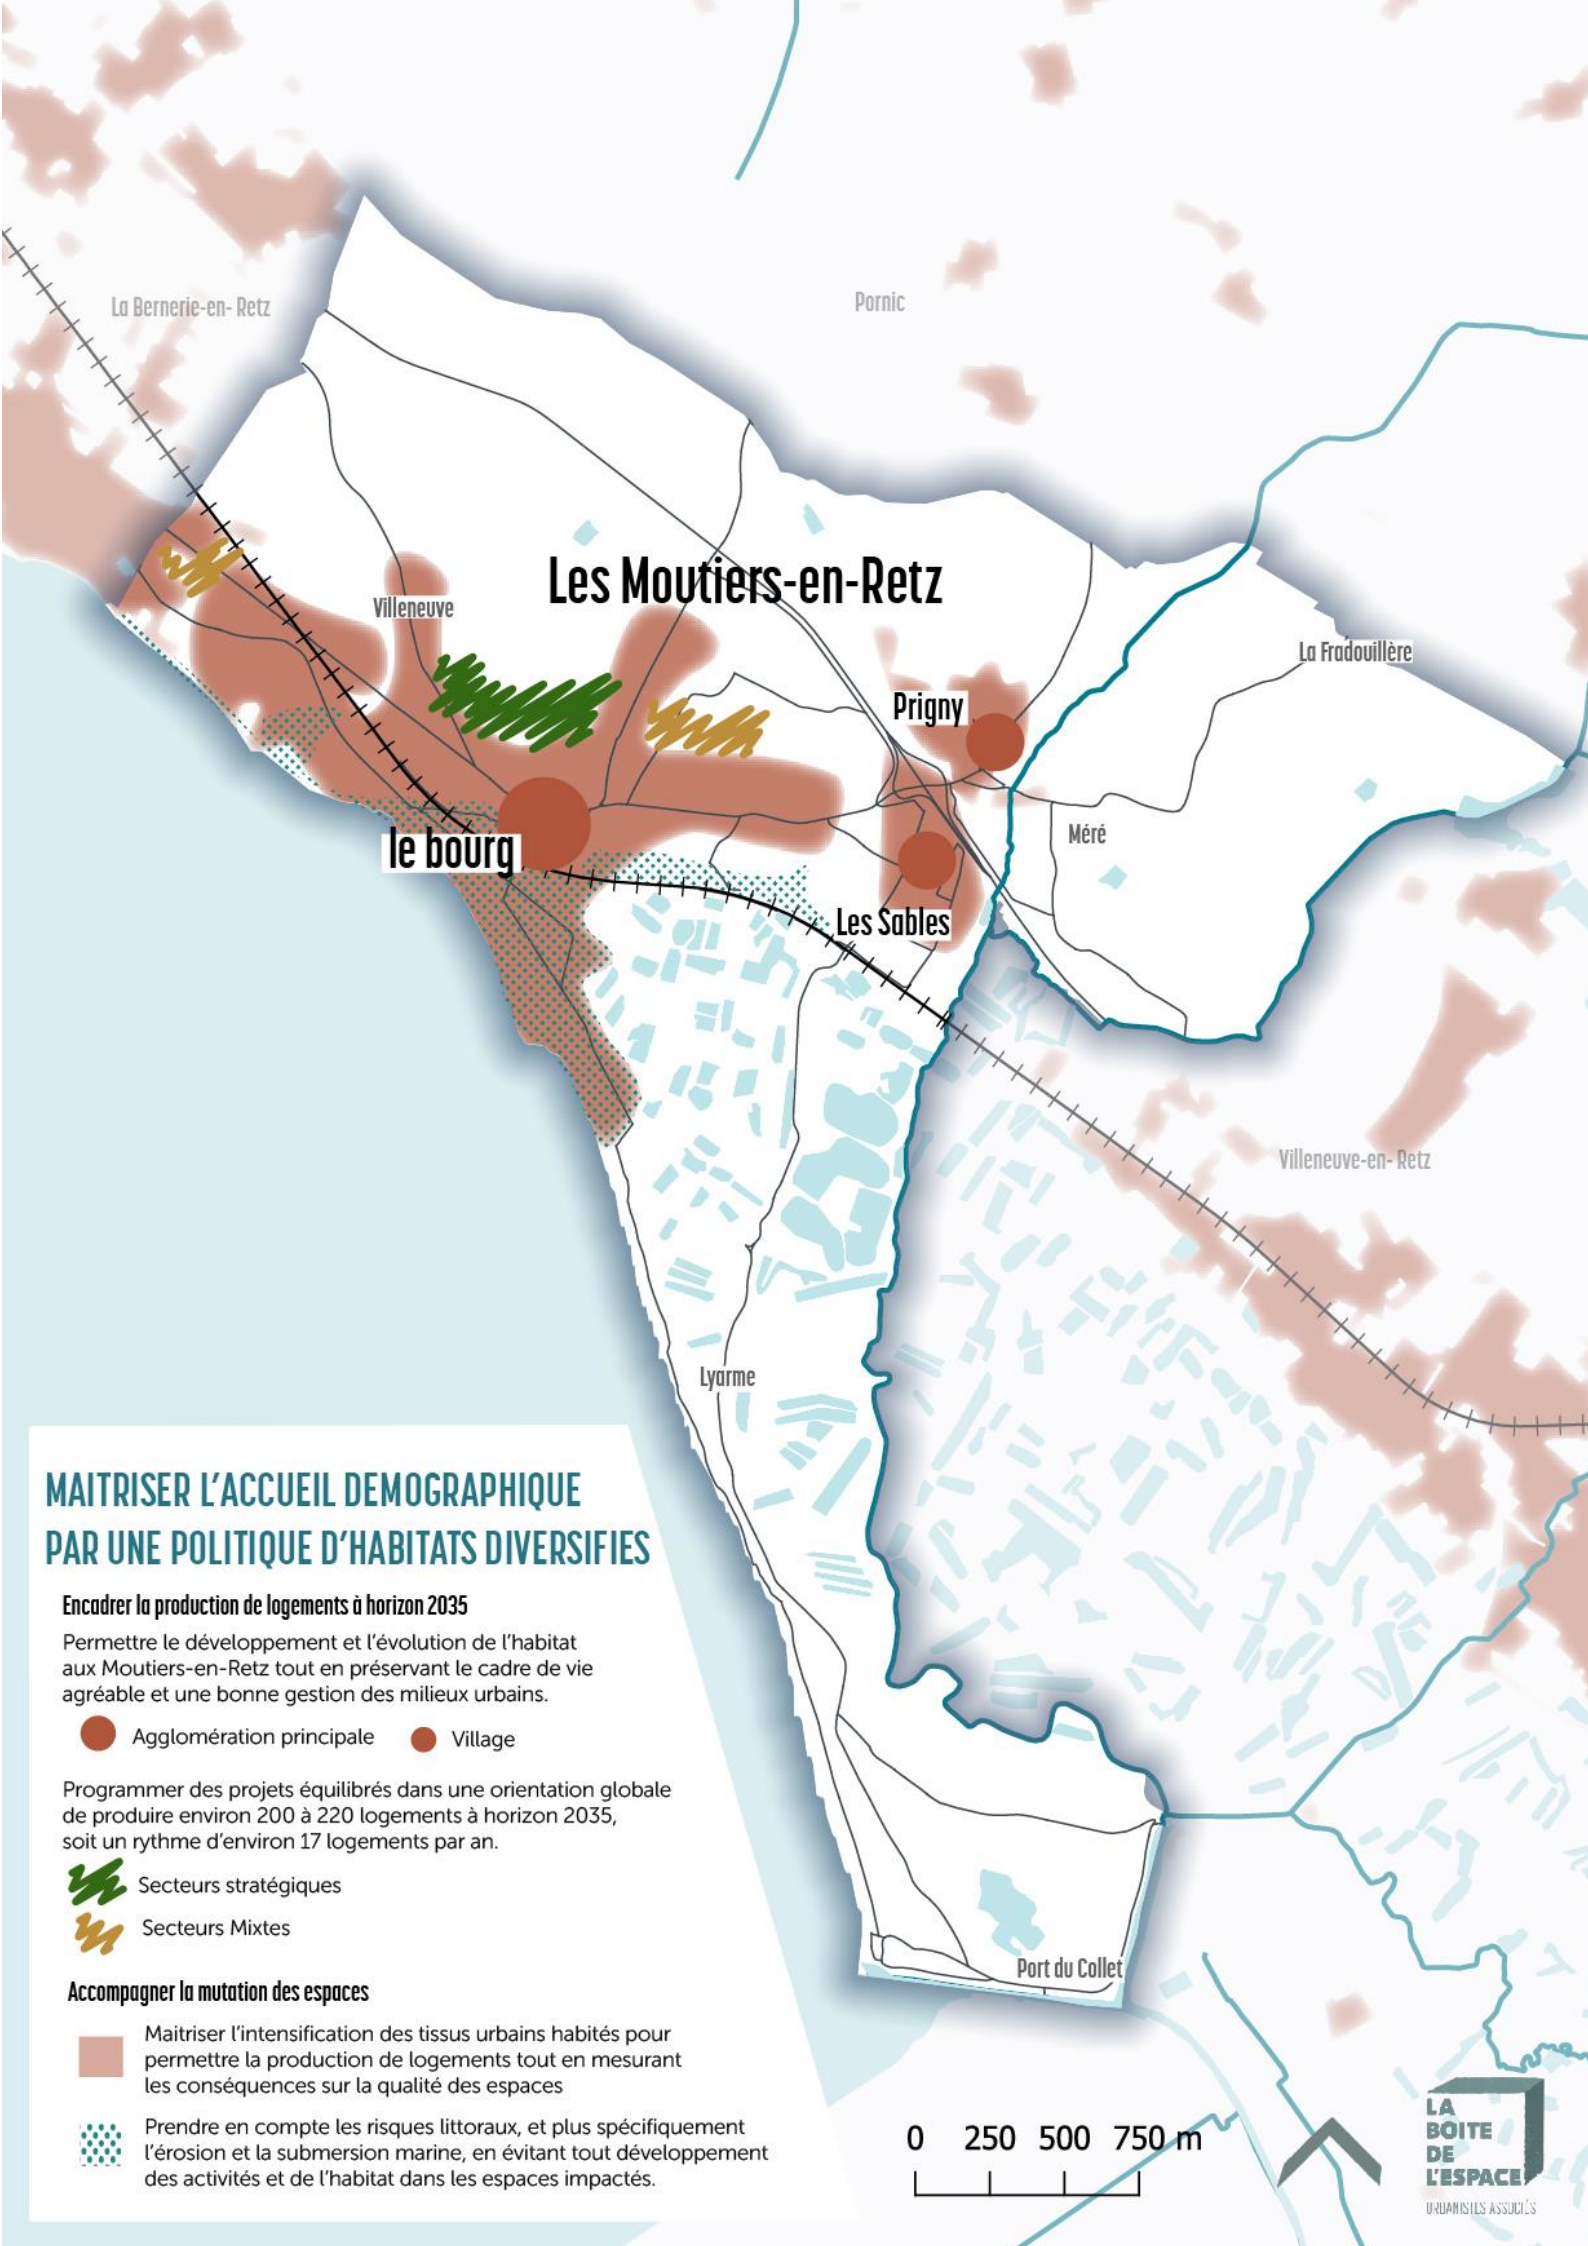 La Bernerie-en- Retz
Pornic
Les Moutiers-en-Retz
Villeneuve
La Fradouillère
Prigny
Méré
le bourg
Les Sables
Villeneuve-en- Retz
Lyarme
MAITRISER L'ACCUEIL DEMOGRAPHIQUE
PAR UNE POLITIQUE D'HABITATS DIVERSIFIES
Encadrer la production de logements à horizon 2035
Permettre le développement et l'évolution de l'habitat
aux Moutiers-en-Retz tout en préservant le cadre de vie
agréable et une bonne gestion des milieux urbains.
Agglomération principale
Village
Programmer des projets équilibrés dans une orientation globale
de produire environ 200 à 220 logements à horizon 2035,
soit un rythme d'environ 17 logements par an.
Secteurs stratégiques
Secteurs Mixtes
Port du Collet
Accompagner la mutation des espaces
Maitriser l'intensification des tissus urbains habités pour
permettre la production de logements tout en mesurant
les conséquences sur la qualité des espaces
Prendre en compte les risques littoraux, et plus spécifiquement
l'érosion et la submersion marine, en évitant tout développement
des activités et de l'habitat dans les espaces impactés.
0 250 500 750 m
LA
BOITE
DE
L'ESPACE
URBANISTES ASSOCIÉS